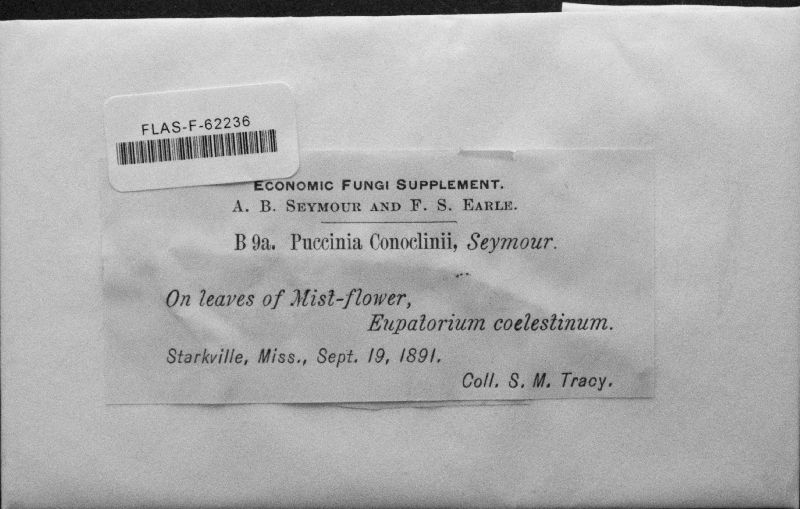 FLAS-F-62236
ECONOMIC FUNGI SUPPLEMENT.
A. B. SEYMOUR AND F. S. EARLE.
B 9a. Puccinia Conoclinii, Seymour.
On leaves of Mist-flower,
Eupatorium coelestinum.
Starkville, Miss., Sept. 19, 1891.
Coll. S. M. Tracy.